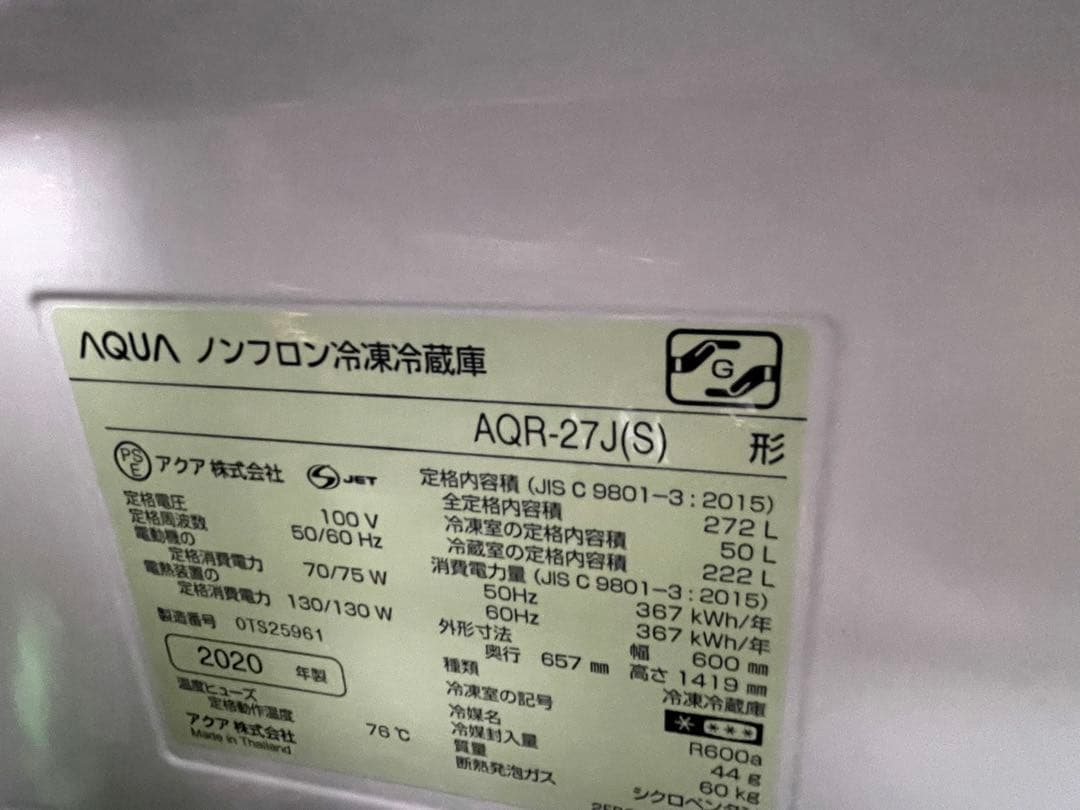 AQUA ノンフロン冷凍冷蔵庫
G
AQR-27J(S) 形
PSE アクア株式会社 JET
定格電圧 100 V
定格周波数 50/60 Hz
電動機の
定格消費電力 70/75 W
電熱装置の
定格消費電力 130/130 W
製造番号 0TS25961
2020 年製
温度ヒューズ
定格動作温度 76℃
アクア株式会社
Made in Thailand
定格内容積 (JIS C 9801-3:2015)
全定格内容積 272 L
冷凍室の定格内容積 50 L
冷蔵室の定格内容積 222 L
消費電力量 (JIS C 9801-3:2015)
50Hz 367 kWh/年
60Hz 367 kWh/年
外形寸法 幅 600 mm
奥行 657 mm 高さ 1419 mm
種類 冷凍冷蔵庫
冷凍室の記号 * ***
冷媒名 R600a
冷媒封入量 44 g
質量 60 kg
断熱発泡ガス シクロペンタン